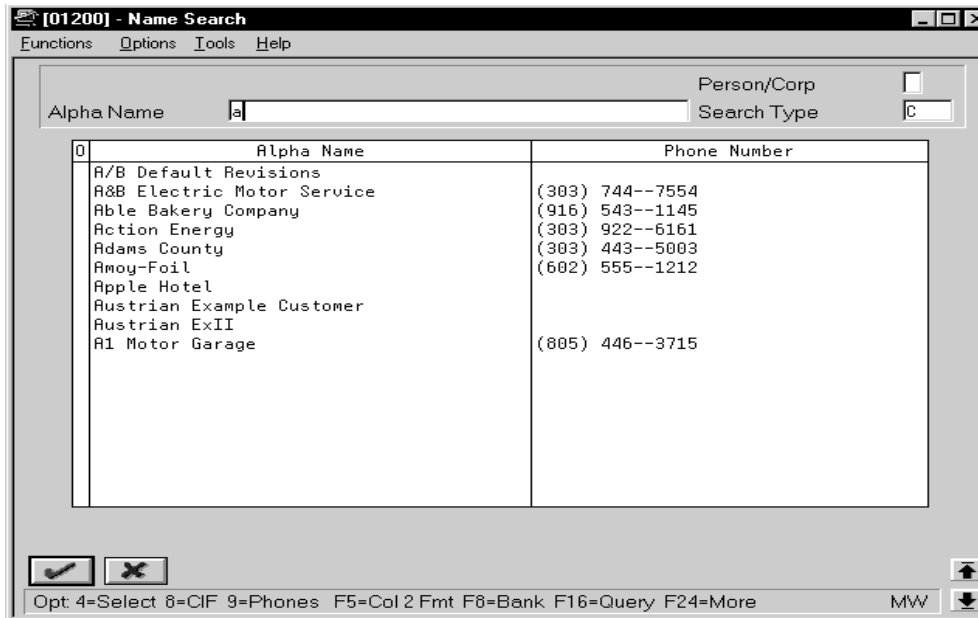 [01200] - Name Search
Functions Options Tools Help
Person/Corp
Alpha Name a Search Type C
O Alpha Name Phone Number
A/B Default Revisions
A&B Electric Motor Service (303) 744--7554
Able Bakery Company (916) 543--1145
Action Energy (303) 922--6161
Adams County (303) 443--5003
Amoy-Foil (602) 555--1212
Apple Hotel
Austrian Example Customer
Austrian ExII
A1 Motor Garage (805) 446--3715
Opt: 4=Select 8=CIF 9=Phones F5=Col 2 Fmt F8=Bank F16=Query F24=More MW